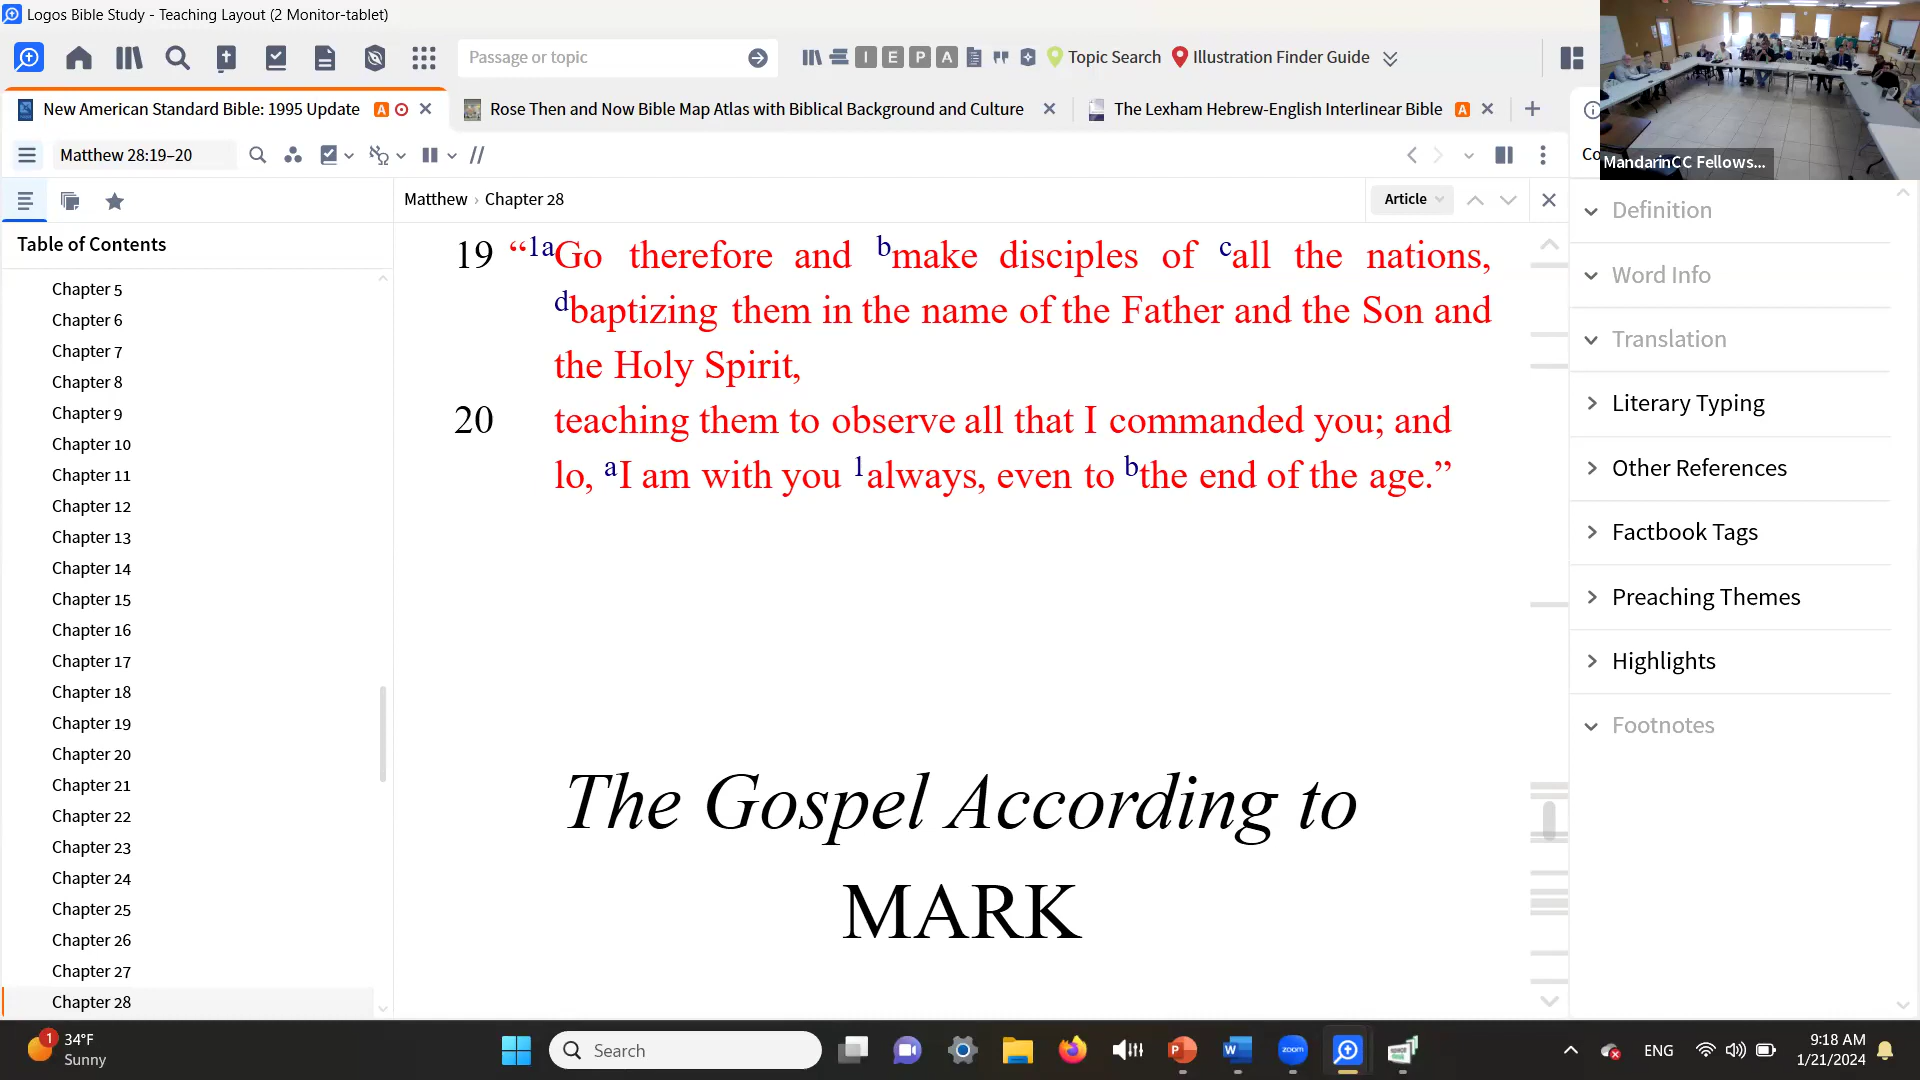 Logos Bible Study - Teaching Layout (2 Monitor-tablet)
Passage or topic
I E P A
Topic Search
Illustration Finder Guide
New American Standard Bible: 1995 Update A
Rose Then and Now Bible Map Atlas with Biblical Background and Culture
The Lexham Hebrew-English Interlinear Bible A
Matthew 28:19–20
MandarinCC Fellows...
Matthew › Chapter 28
Article
Table of Contents
Chapter 5
Chapter 6
Chapter 7
Chapter 8
Chapter 9
Chapter 10
Chapter 11
Chapter 12
Chapter 13
Chapter 14
Chapter 15
Chapter 16
Chapter 17
Chapter 18
Chapter 19
Chapter 20
Chapter 21
Chapter 22
Chapter 23
Chapter 24
Chapter 25
Chapter 26
Chapter 27
Chapter 28
19 “1aGo therefore and bmake disciples of call the nations,
dbaptizing them in the name of the Father and the Son and
the Holy Spirit,
20 teaching them to observe all that I commanded you; and
lo, aI am with you 1always, even to bthe end of the age.”
The Gospel According to
MARK
Definition
Word Info
Translation
Literary Typing
Other References
Factbook Tags
Preaching Themes
Highlights
Footnotes
1
34°F
Sunny
Search
zoom
ENG
9:18 AM
1/21/2024